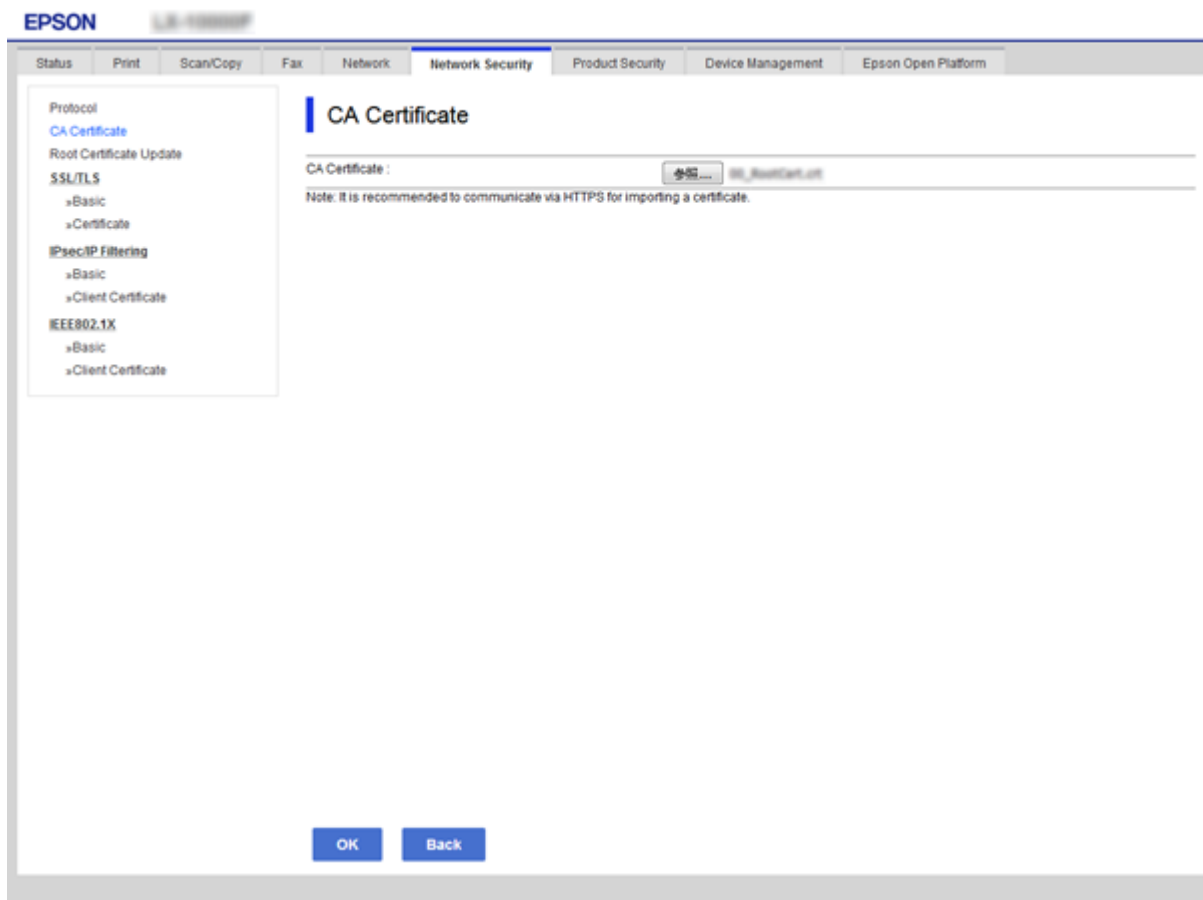 EPSON
Status Print Scan/Copy Fax Network Network Security Product Security Device Management Epson Open Platform
Protocol
CA Certificate
Root Certificate Update
SSL/TLS
»Basic
»Certificate
IPsec/IP Filtering
»Basic
»Client Certificate
IEEE802.1X
»Basic
»Client Certificate
CA Certificate
CA Certificate :
参照...
Note: It is recommended to communicate via HTTPS for importing a certificate.
OK Back